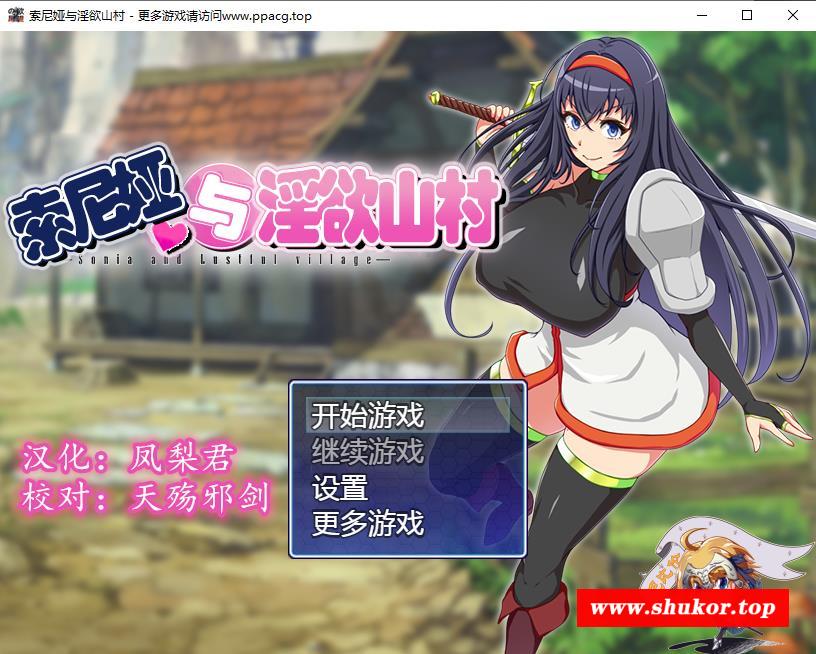 索尼娅与淫欲山村 - 更多游戏请访问www.ppacg.top
索尼娅与淫欲山村
-Sonia and Lustful village-
开始游戏
继续游戏
设置
更多游戏
汉化：凤梨君
校对：天殇邪剑
www.shukor.top